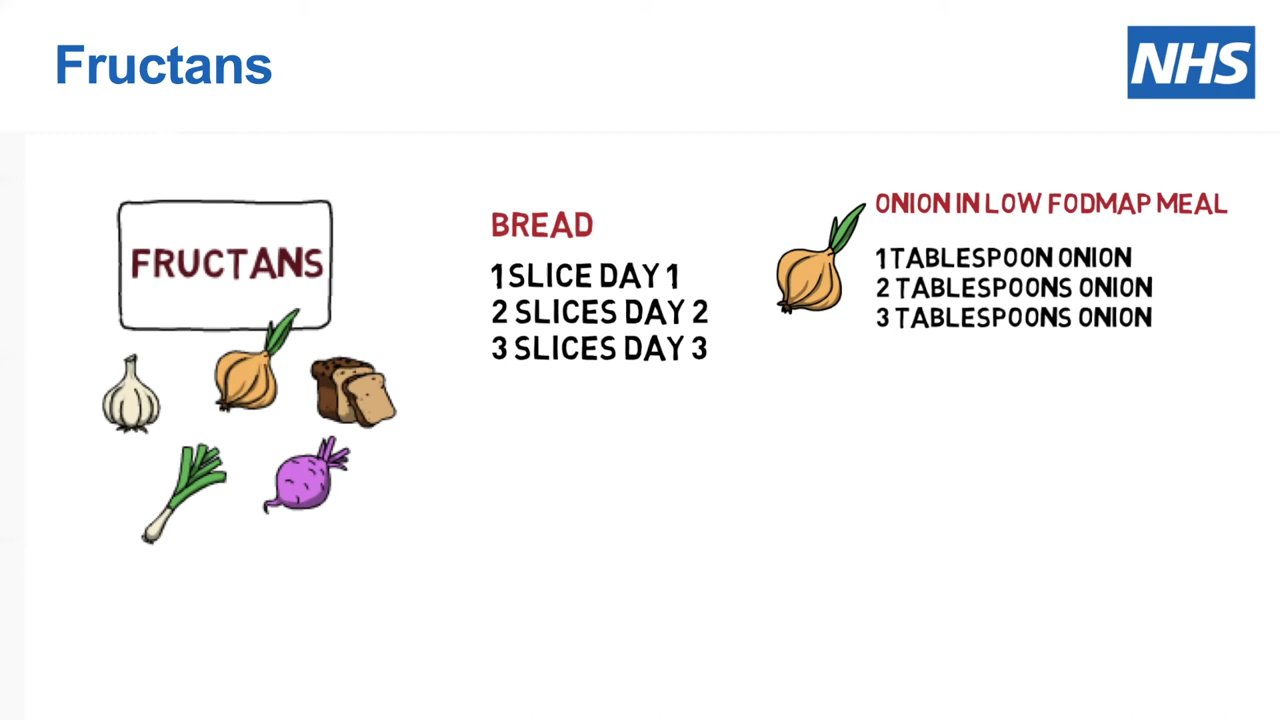 Fructans
NHS
FRUCTANS
BREAD
1 SLICE DAY 1
2 SLICES DAY 2
3 SLICES DAY 3
ONION IN LOW FODMAP MEAL
1 TABLESPOON ONION
2 TABLESPOONS ONION
3 TABLESPOONS ONION